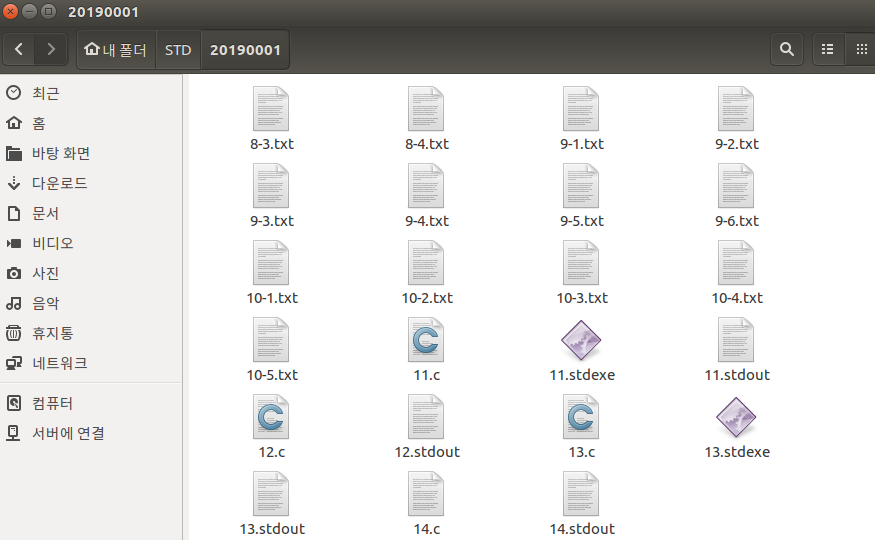 20190001
내 폴더 STD 20190001
최근
홈
바탕 화면
다운로드
문서
비디오
사진
음악
휴지통
네트워크
컴퓨터
서버에 연결
8-3.txt 8-4.txt 9-1.txt 9-2.txt
9-3.txt 9-4.txt 9-5.txt 9-6.txt
10-1.txt 10-2.txt 10-3.txt 10-4.txt
10-5.txt 11.c 11.stdexe 11.stdout
12.c 12.stdout 13.c 13.stdexe
13.stdout 14.c 14.stdout